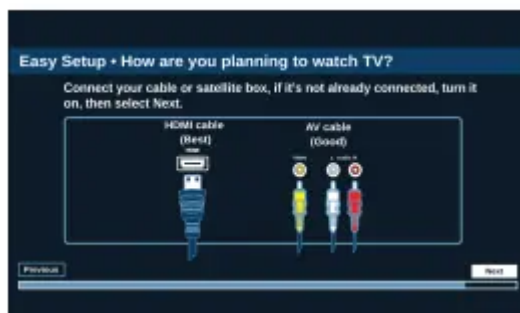 Easy Setup • How are you planning to watch TV?
Connect your cable or satellite box, if it's not already connected, turn it
on, then select Next.
HDMI cable
(Best)
AV cable
(Good)
Previous
Next